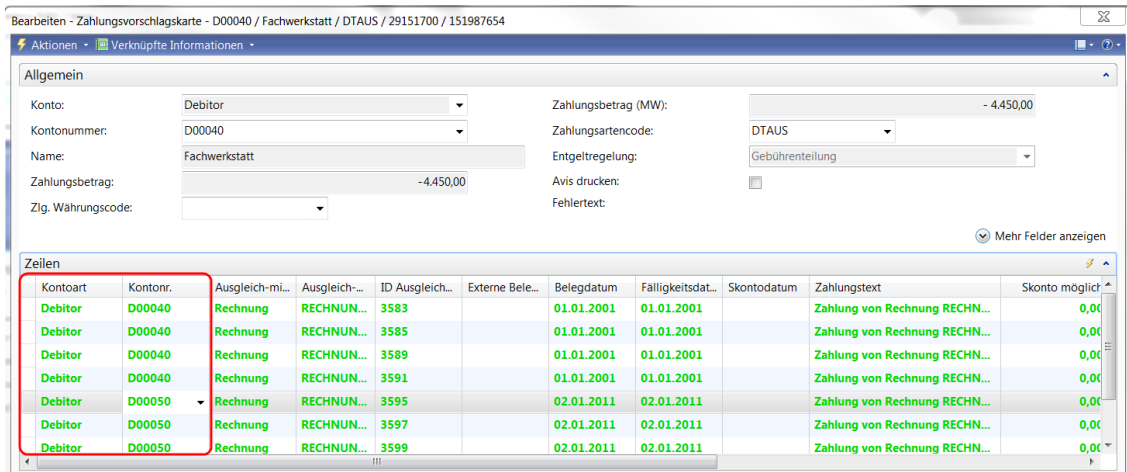 Bearbeiten - Zahlungsvorschlagskarte - D00040 / Fachwerkstatt / DTAUS / 29151700 / 151987654
Aktionen Verknüpfte Informationen
Allgemein
Konto: Debitor Zahlungsbetrag (MW): - 4.450,00
Kontonummer: D00040 Zahlungsartencode: DTAUS
Name: Fachwerkstatt Entgeltregelung: Gebührenteilung
Zahlungsbetrag: -4.450,00 Avis drucken:
Zlg. Währungscode: Fehlertext:
Mehr Felder anzeigen
Zeilen
Kontoart Kontonr. Ausgleich-mi... Ausgleich-... ID Ausgleich... Externe Bele... Belegdatum Fälligkeitsdat... Skontodatum Zahlungstext Skonto möglich
Debitor D00040 Rechnung RECHNUN... 3583 01.01.2001 01.01.2001 Zahlung von Rechnung RECHN... 0,00
Debitor D00040 Rechnung RECHNUN... 3585 01.01.2001 01.01.2001 Zahlung von Rechnung RECHN... 0,00
Debitor D00040 Rechnung RECHNUN... 3589 01.01.2001 01.01.2001 Zahlung von Rechnung RECHN... 0,00
Debitor D00040 Rechnung RECHNUN... 3591 01.01.2001 01.01.2001 Zahlung von Rechnung RECHN... 0,00
Debitor D00050 Rechnung RECHNUN... 3595 02.01.2011 02.01.2011 Zahlung von Rechnung RECHN... 0,00
Debitor D00050 Rechnung RECHNUN... 3597 02.01.2011 02.01.2011 Zahlung von Rechnung RECHN... 0,00
Debitor D00050 Rechnung RECHNUN... 3599 02.01.2011 02.01.2011 Zahlung von Rechnung RECHN... 0,00